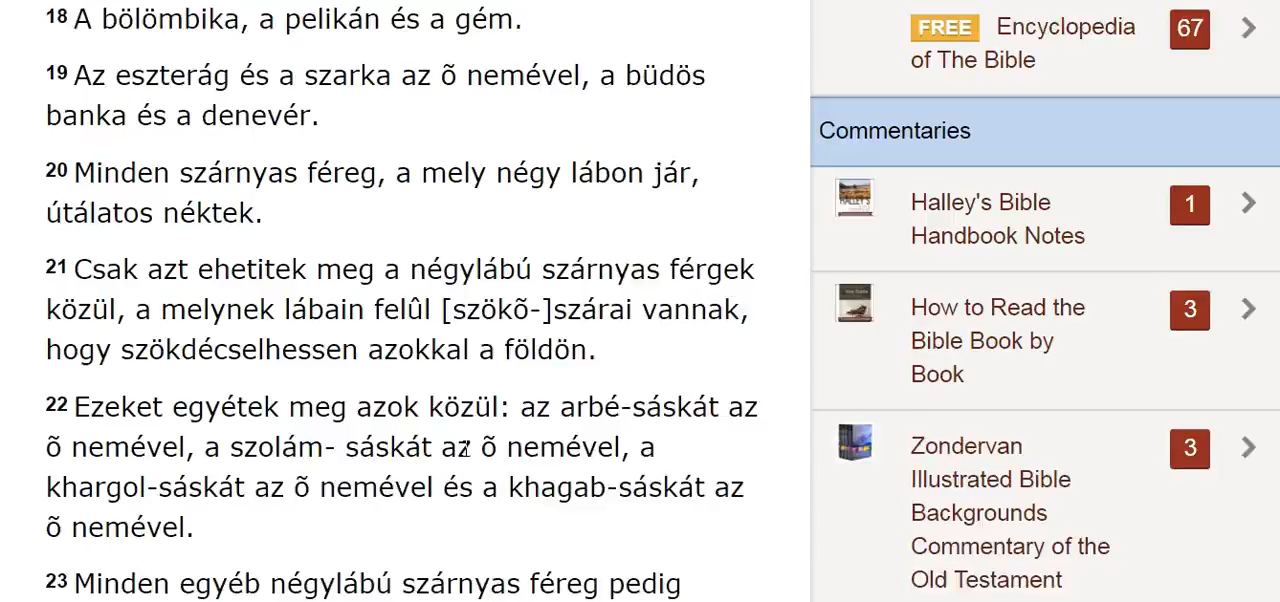 18 A bölömbika, a pelikán és a gém.
19 Az eszterág és a szarka az õ nemével, a büdös
banka és a denevér.
20 Minden szárnyas féreg, a mely négy lábon jár,
útálatos néktek.
21 Csak azt ehetitek meg a négylábú szárnyas férgek
közül, a melynek lábain felûl [szökõ-]szárai vannak,
hogy szökdécselhessen azokkal a földön.
22 Ezeket egyétek meg azok közül: az arbé-sáskát az
õ nemével, a szolám- sáskát az õ nemével, a
khargol-sáskát az õ nemével és a khagab-sáskát az
õ nemével.
23 Minden egyéb négylábú szárnyas féreg pedig
FREE Encyclopedia 67
of The Bible
Commentaries
Halley's Bible 1
Handbook Notes
How to Read the 3
Bible Book by
Book
Zondervan 3
Illustrated Bible
Backgrounds
Commentary of the
Old Testament